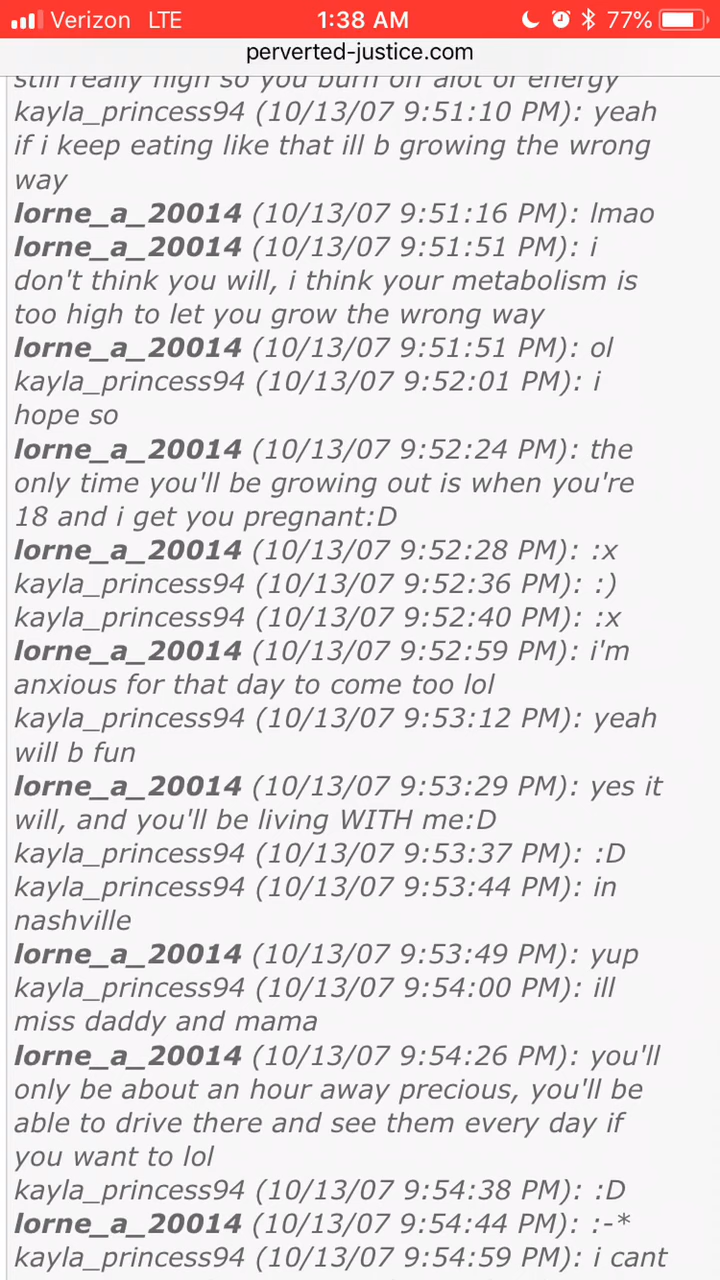 Verizon LTE 1:38 AM 77%
perverted-justice.com
still really high so you burn off alot of energy
kayla_princess94 (10/13/07 9:51:10 PM): yeah
if i keep eating like that ill b growing the wrong
way
lorne_a_20014 (10/13/07 9:51:16 PM): lmao
lorne_a_20014 (10/13/07 9:51:51 PM): i
don't think you will, i think your metabolism is
too high to let you grow the wrong way
lorne_a_20014 (10/13/07 9:51:51 PM): ol
kayla_princess94 (10/13/07 9:52:01 PM): i
hope so
lorne_a_20014 (10/13/07 9:52:24 PM): the
only time you'll be growing out is when you're
18 and i get you pregnant:D
lorne_a_20014 (10/13/07 9:52:28 PM): :x
kayla_princess94 (10/13/07 9:52:36 PM): :)
kayla_princess94 (10/13/07 9:52:40 PM): :x
lorne_a_20014 (10/13/07 9:52:59 PM): i'm
anxious for that day to come too lol
kayla_princess94 (10/13/07 9:53:12 PM): yeah
will b fun
lorne_a_20014 (10/13/07 9:53:29 PM): yes it
will, and you'll be living WITH me:D
kayla_princess94 (10/13/07 9:53:37 PM): :D
kayla_princess94 (10/13/07 9:53:44 PM): in
nashville
lorne_a_20014 (10/13/07 9:53:49 PM): yup
kayla_princess94 (10/13/07 9:54:00 PM): ill
miss daddy and mama
lorne_a_20014 (10/13/07 9:54:26 PM): you'll
only be about an hour away precious, you'll be
able to drive there and see them every day if
you want to lol
kayla_princess94 (10/13/07 9:54:38 PM): :D
lorne_a_20014 (10/13/07 9:54:44 PM): :-*
kayla_princess94 (10/13/07 9:54:59 PM): i cant